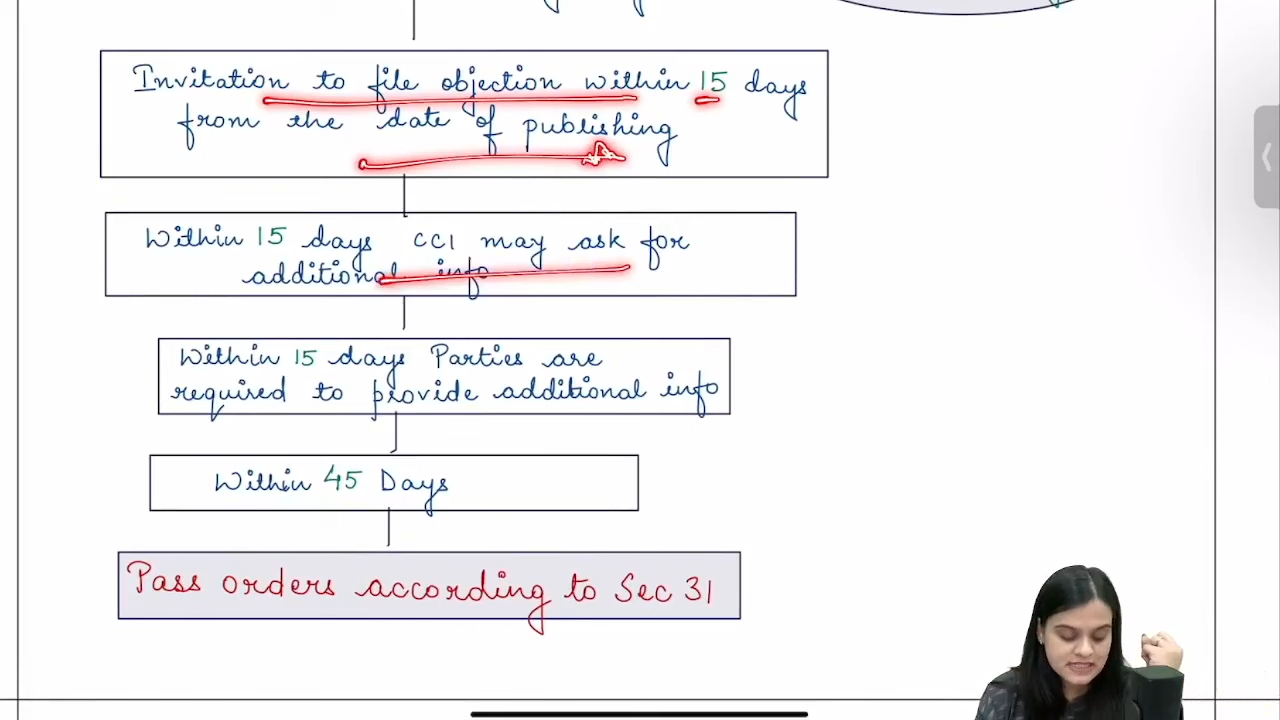 Invitation to file objection within 15 days
from the date of publishing
Within 15 days CCI may ask for
additional info
Within 15 days Parties are
required to provide additional info
Within 45 Days
Pass orders according to Sec 31